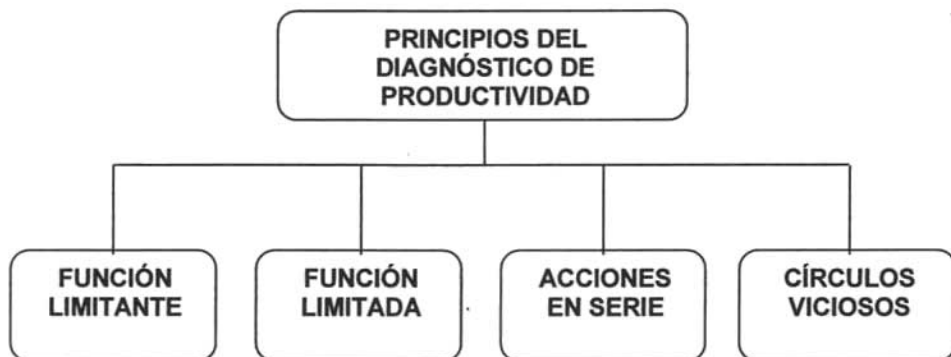 PRINCIPIOS DEL
DIAGNÓSTICO DE
PRODUCTIVIDAD
FUNCIÓN
LIMITANTE
FUNCIÓN
LIMITADA
ACCIONES
EN SERIE
CÍRCULOS
VICIOSOS